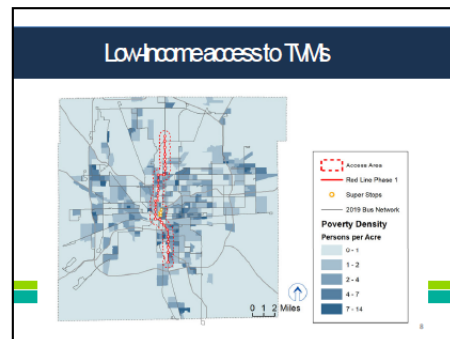 Low-Income access to TVMs
Access Area
Red Line Phase 1
Super Stops
2019 Bus Network
Poverty Density
Persons per Acre
0 - 1
1 - 2
2 - 4
4 - 7
7 - 14
0 1 2 Miles
8